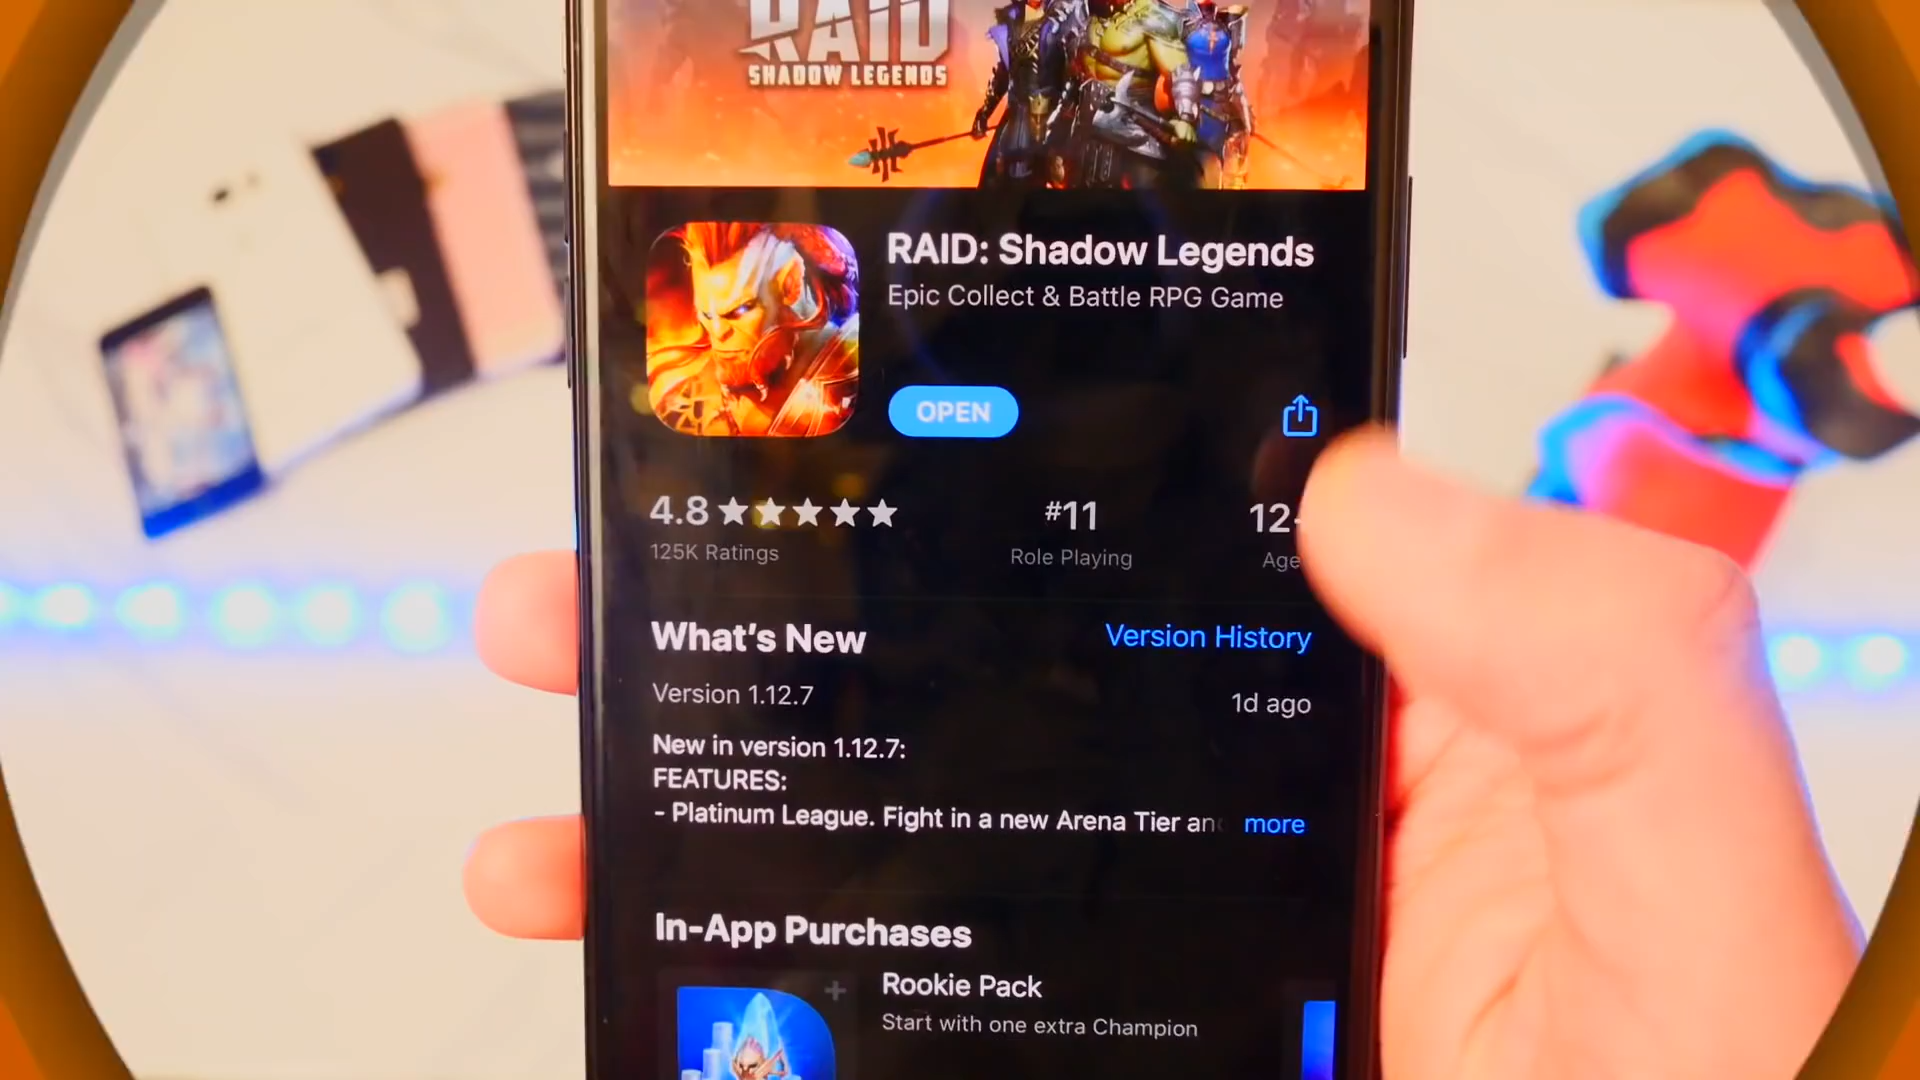 RAID
SHADOW LEGENDS
RAID: Shadow Legends
Epic Collect & Battle RPG Game
OPEN
4.8
#11
12
125K Ratings
Role Playing
Age
What's New
Version History
Version 1.12.7
1d ago
New in version 1.12.7:
FEATURES:
- Platinum League. Fight in a new Arena Tier and
more
In-App Purchases
Rookie Pack
Start with one extra Champion